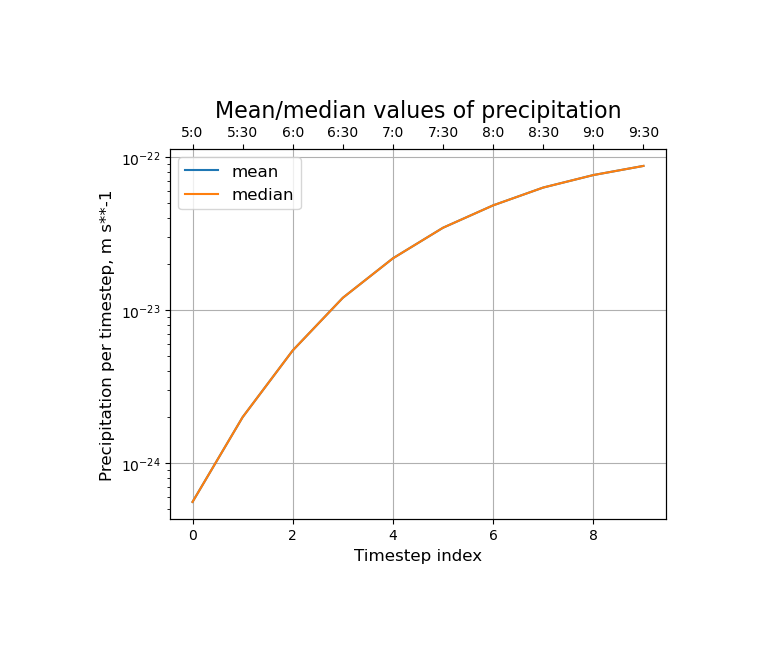 Mean/median values of precipitation
5:0 5:30 6:0 6:30 7:0 7:30 8:0 8:30 9:0 9:30
mean
median
10⁻²²
10⁻²³
10⁻²⁴
Precipitation per timestep, m s**-1
0 2 4 6 8
Timestep index